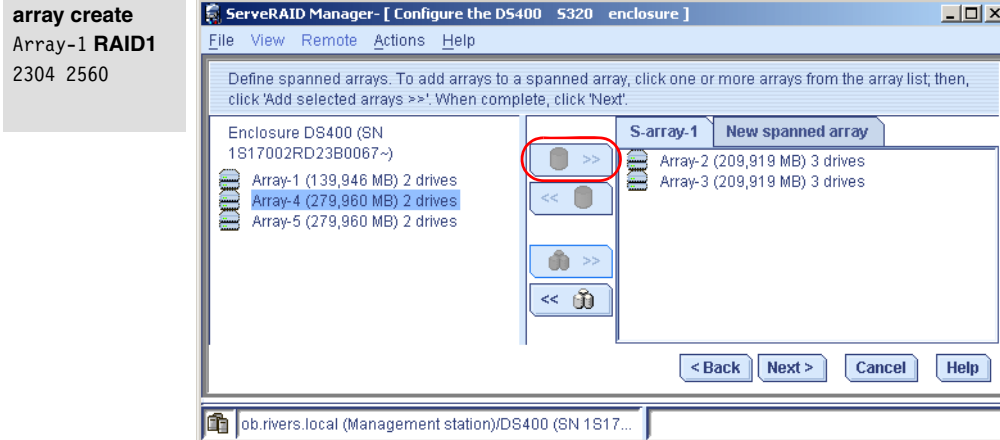 array create
Array-1 RAID1
2304 2560
ServeRAID Manager- [ Configure the DS400 5320 enclosure ]
File View Remote Actions Help
Define spanned arrays. To add arrays to a spanned array, click one or more arrays from the array list; then,
click 'Add selected arrays >>'. When complete, click 'Next'.
Enclosure DS400 (SN
1S17002RD23B0067~)
Array-1 (139,946 MB) 2 drives
Array-4 (279,960 MB) 2 drives
Array-5 (279,960 MB) 2 drives
>>
<<
>>
<<
S-array-1 New spanned array
Array-2 (209,919 MB) 3 drives
Array-3 (209,919 MB) 3 drives
< Back Next > Cancel Help
ob.rivers.local (Management station)/DS400 (SN 1S17...